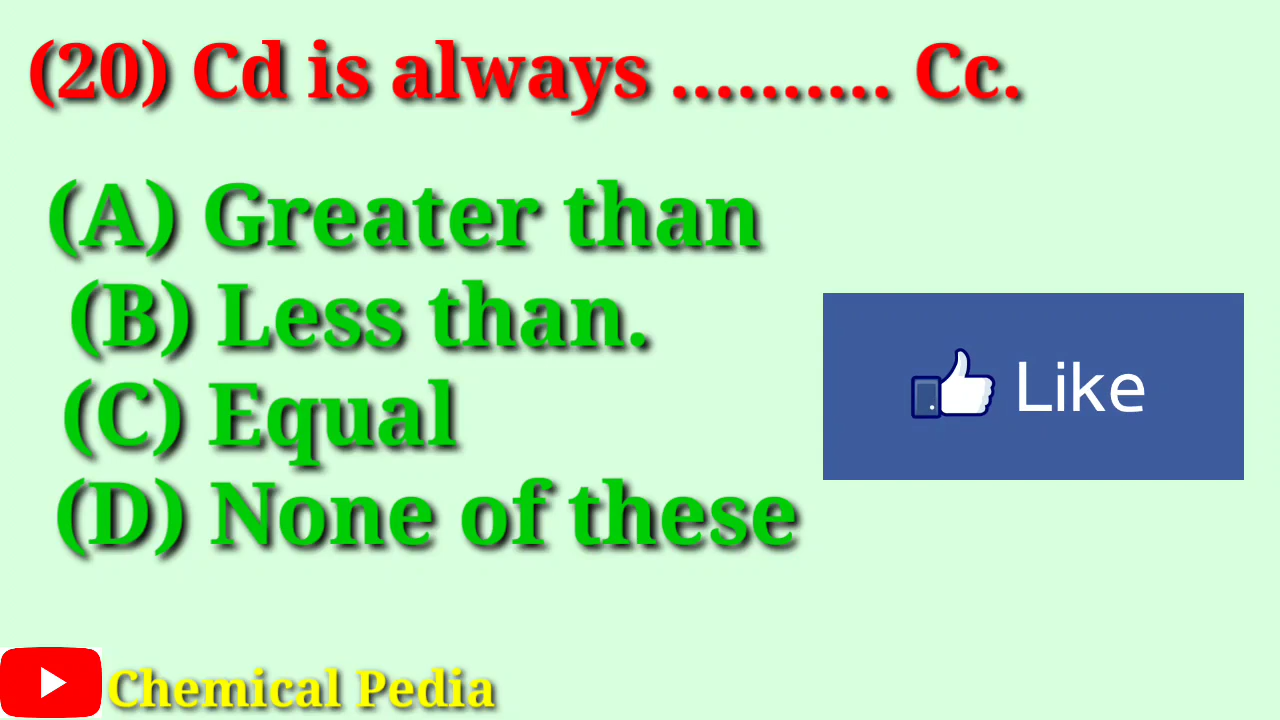 (20) Cd is always .......... Cc.
(A) Greater than
(B) Less than.
(C) Equal
(D) None of these
Like
Chemical Pedia